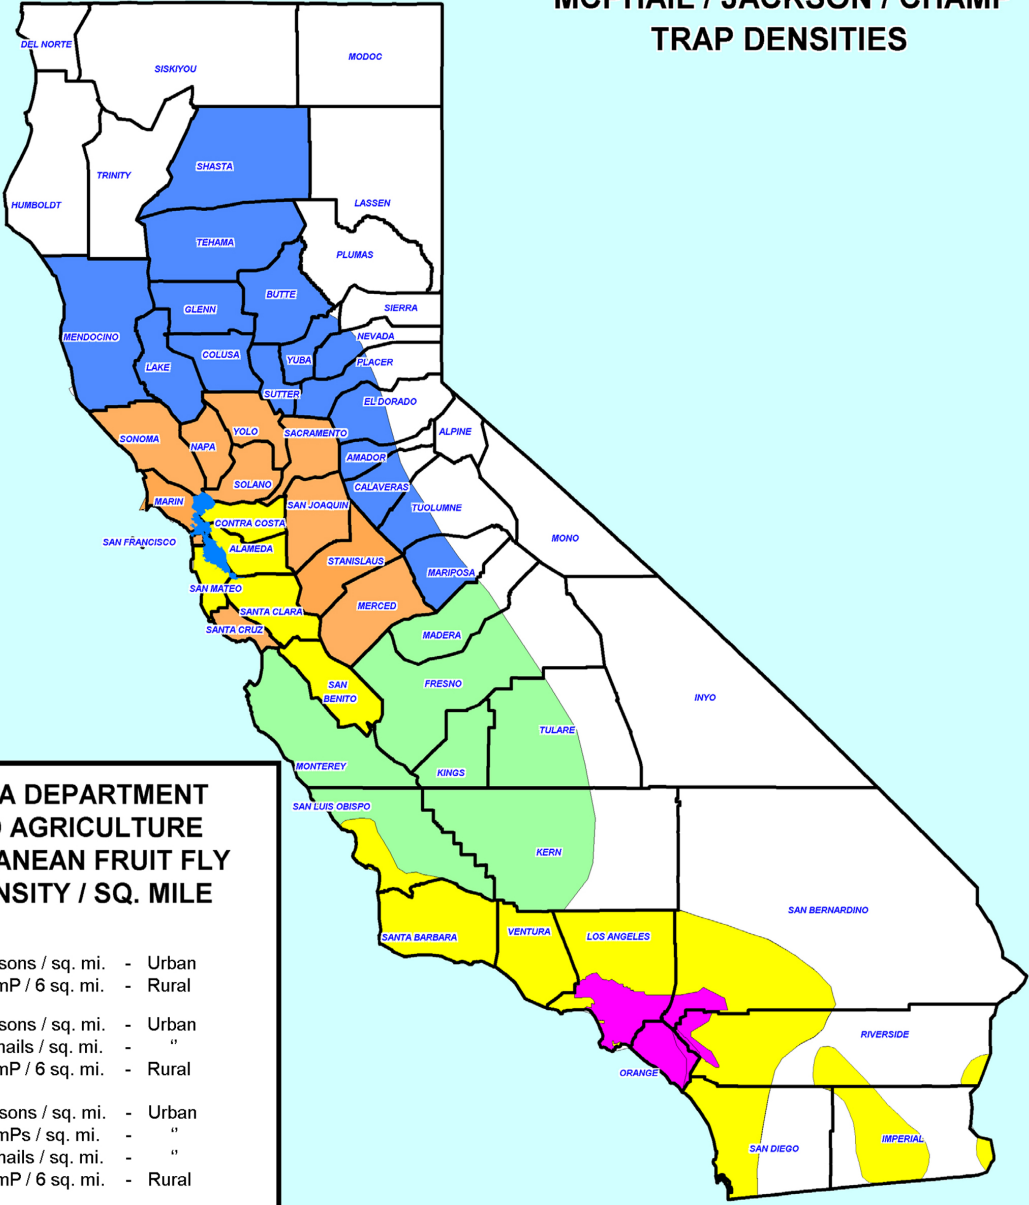 TRAP DENSITIES
DEL NORTE
SISKIYOU
MODOC
SHASTA
TRINITY
HUMBOLDT
LASSEN
TEHAMA
PLUMAS
BUTTE
GLENN
SIERRA
MENDOCINO
NEVADA
COLUSA
YUBA
PLACER
LAKE
SUTTER
EL DORADO
SONOMA
YOLO
SACRAMENTO
ALPINE
NAPA
AMADOR
SOLANO
CALAVERAS
MARIN
SAN JOAQUIN
TUOLUMNE
CONTRA COSTA
SAN FRANCISCO
MONO
ALAMEDA
STANISLAUS
MARIPOSA
SAN MATEO
MERCED
SANTA CLARA
SANTA CRUZ
MADERA
SAN
BENITO
FRESNO
INYO
TULARE
MONTEREY
KINGS
SAN LUIS OBISPO
KERN
SAN BERNARDINO
SANTA BARBARA
VENTURA
LOS ANGELES
RIVERSIDE
ORANGE
SAN DIEGO
IMPERIAL
A DEPARTMENT
AGRICULTURE
ANEAN FRUIT FLY
NSITY / SQ. MILE
sons / sq. mi. - Urban
mP / 6 sq. mi. - Rural
sons / sq. mi. - Urban
nails / sq. mi. - “
mP / 6 sq. mi. - Rural
sons / sq. mi. - Urban
mPs / sq. mi. - “
nails / sq. mi. - “
mP / 6 sq. mi. - Rural